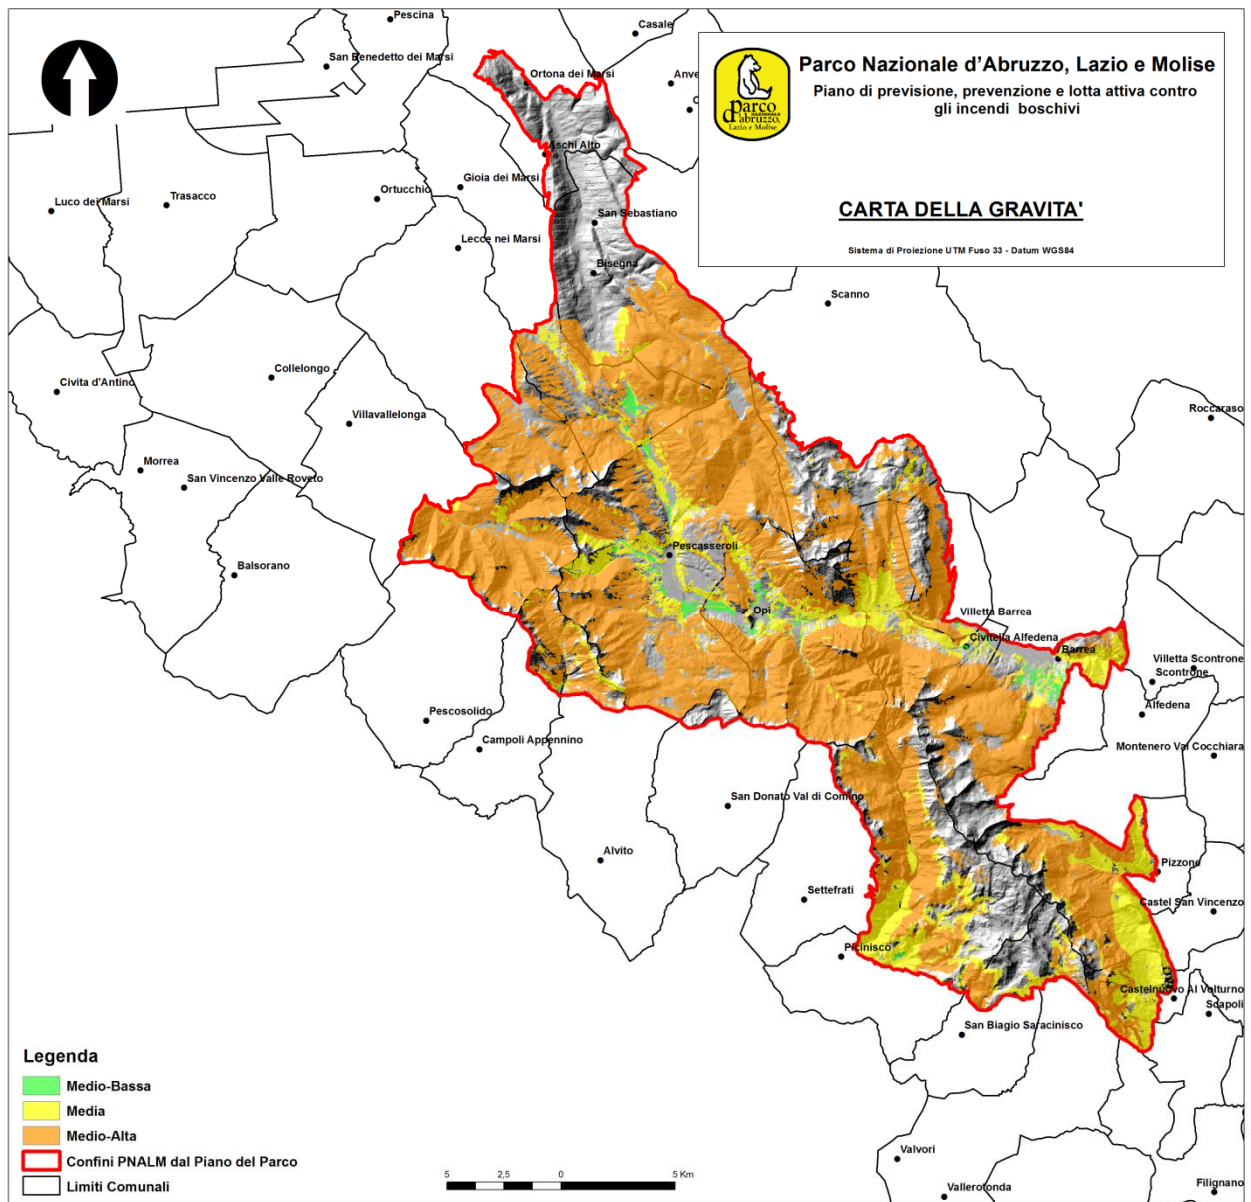 Parco Nazionale d'Abruzzo, Lazio e Molise
Piano di previsione, prevenzione e lotta attiva contro
gli incendi boschivi
CARTA DELLA GRAVITA'
Sistema di Proiezione UTM Fuso 33 - Datum WGS84
Parco
NAZIONALE
d'abruzzo,
Lazio e Molise
Pescina
Casale
San Benedetto dei Marsi
Ortona dei Marsi
Anve
Aschi Alto
Gioia dei Marsi
Luco dei Marsi
Trasacco
Ortucchio
San Sebastiano
Lecce nei Marsi
Bisegna
Scanno
Collelongo
Civita d'Antino
Villavallelonga
Roccaraso
Morrea
San Vincenzo Valle Roveto
Pescasseroli
Balsorano
Opi
Villetta Barrea
Civitella Alfedena
Barrea
Villetta Scontrone
Scontrone
Alfedena
Pescosolido
Campoli Appennino
Montenero Val Cocchiara
San Donato Val di Comino
Alvito
Pizzone
Settefrati
Castel San Vincenzo
Picinisco
Castelnuovo Al Volturno
Scapoli
San Biagio Saracinisco
Valvori
Vallerotonda
Filignano
Legenda
Medio-Bassa
Media
Medio-Alta
Confini PNALM dal Piano del Parco
Limiti Comunali
5 2,5 0 5 Km